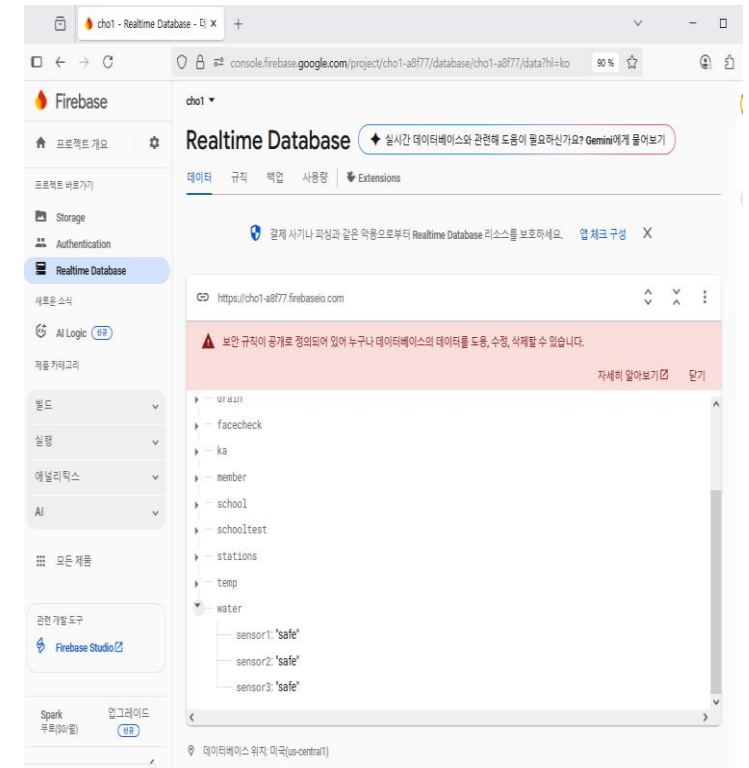 cho1 - Realtime Database - 데
console.firebase.google.com/project/cho1-a8f77/database/cho1-a8f77/data?hl=ko 90 %
Firebase
cho1
프로젝트 개요
Realtime Database
실시간 데이터베이스와 관련해 도움이 필요하신가요? Gemini에게 물어보기
데이터 규칙 백업 사용량 Extensions
프로젝트 바로가기
Storage
Authentication
Realtime Database
결제 사기나 피싱과 같은 악용으로부터 Realtime Database 리소스를 보호하세요. 앱 체크 구성
새로운 소식
AI Logic 신규
제품 카테고리
빌드
실행
애널리틱스
AI
모든 제품
관련 개발 도구
Firebase Studio
Spark
무료($0/월)
업그레이드
신규
https://cho1-a8f77.firebaseio.com
보안 규칙이 공개로 정의되어 있어 누구나 데이터베이스의 데이터를 도용, 수정, 삭제할 수 있습니다.
자세히 알아보기 닫기
drain
facecheck
ka
member
school
schooltest
stations
temp
water
sensor1: "safe"
sensor2: "safe"
sensor3: "safe"
데이터베이스 위치: 미국(us-central1)